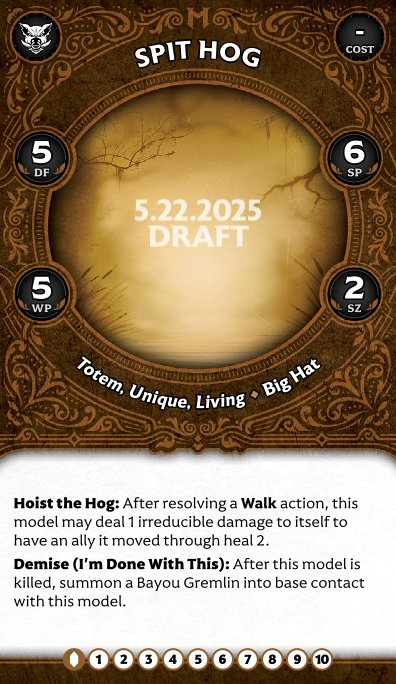 M
SPIT HOG
-
COST
5
DF
6
SP
5.22.2025
DRAFT
5
WP
2
SZ
Totem, Unique, Living ♦ Big Hat
Hoist the Hog: After resolving a Walk action, this
model may deal 1 irreducible damage to itself to
have an ally it moved through heal 2.
Demise (I'm Done With This): After this model is
killed, summon a Bayou Gremlin into base contact
with this model.
1 2 3 4 5 6 7 8 9 10